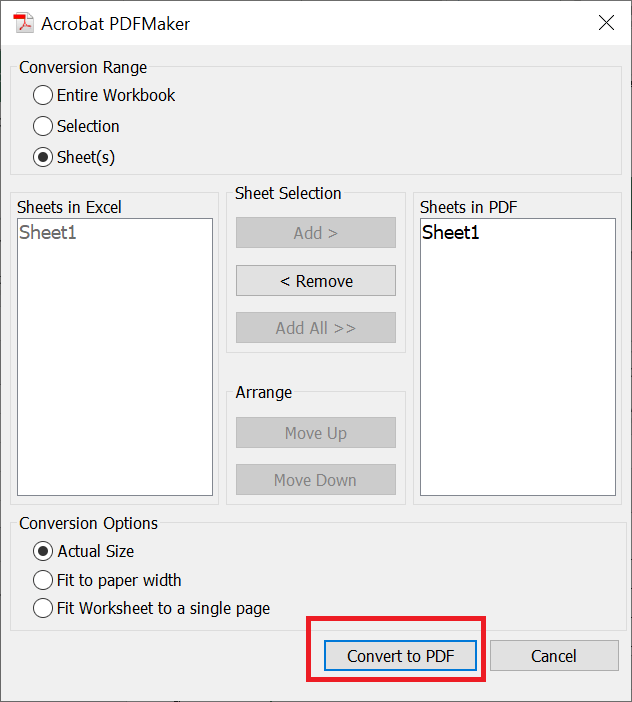 Acrobat PDFMaker
Conversion Range
Entire Workbook
Selection
Sheet(s)
Sheets in Excel
Sheet1
Sheet Selection
Add >
< Remove
Add All >>
Arrange
Move Up
Move Down
Sheets in PDF
Sheet1
Conversion Options
Actual Size
Fit to paper width
Fit Worksheet to a single page
Convert to PDF
Cancel